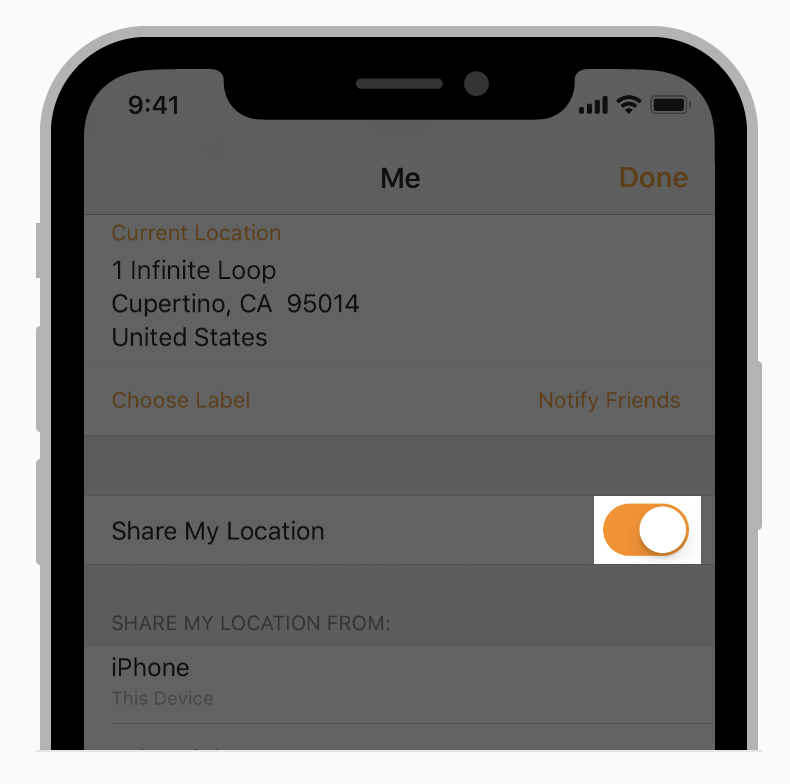 9:41
Me
Done
Current Location
1 Infinite Loop
Cupertino, CA  95014
United States
Choose Label
Notify Friends
Share My Location
SHARE MY LOCATION FROM:
iPhone
This Device